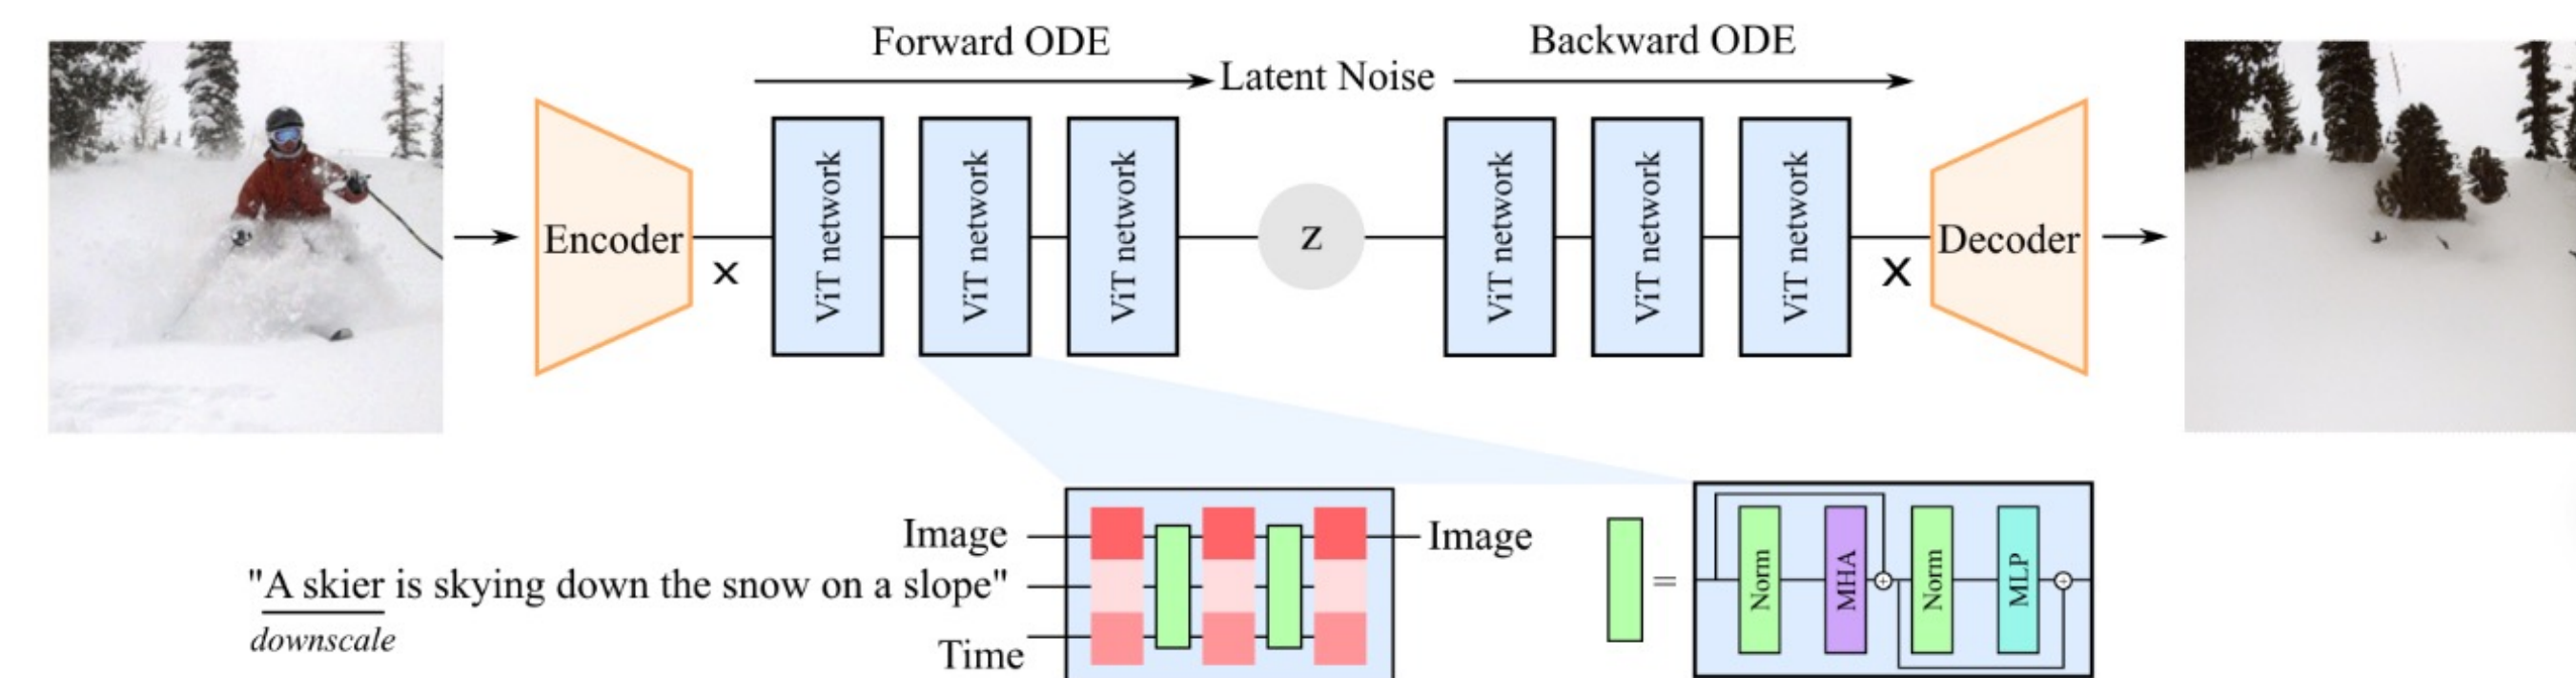 Forward ODE
Latent Noise
Backward ODE
Encoder
x
ViT network
ViT network
ViT network
z
ViT network
ViT network
ViT network
x
Decoder
Image
"A skier is skying down the snow on a slope"
downscale
Time
Image
=
Norm
MHA
+
Norm
MLP
+